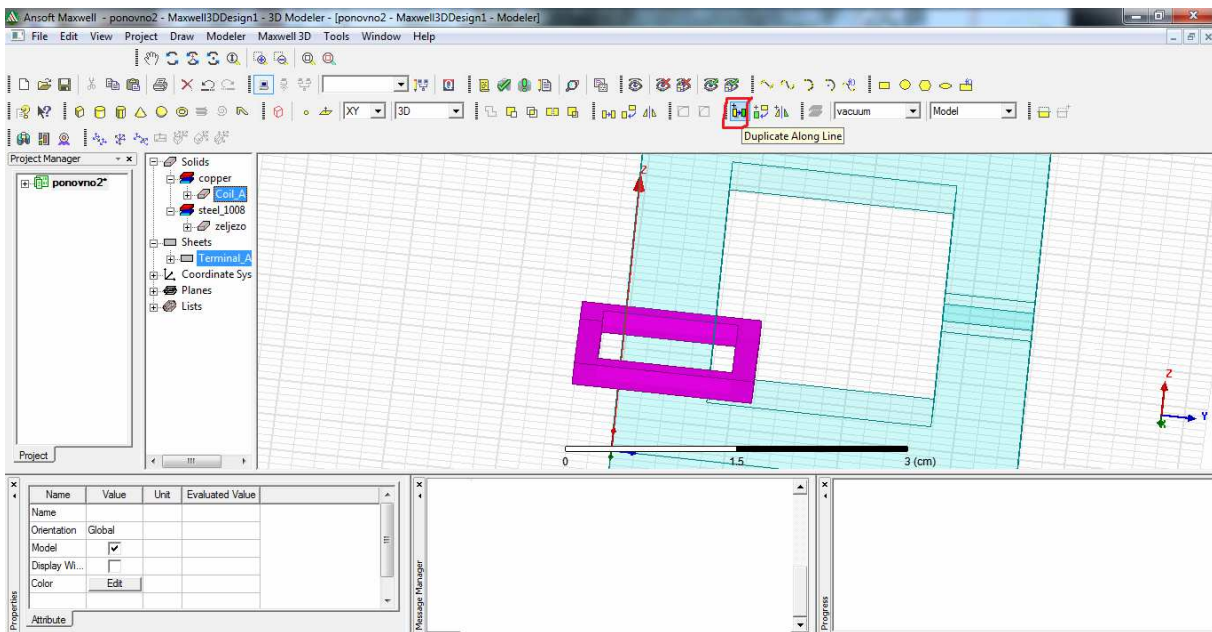 Ansoft Maxwell - ponovno2 - Maxwell3DDesign1 - 3D Modeler - [ponovno2 - Maxwell3DDesign1 - Modeler]
File Edit View Project Draw Modeler Maxwell 3D Tools Window Help
XY 3D vacuum Model
Duplicate Along Line
Project Manager
ponovno2*
Project
Solids
copper
Coil_A
steel_1008
zeljezo
Sheets
Terminal_A
Coordinate Sys
Planes
Lists
Z
0 1.5 3 (cm)
Z
Y
X
Name Value Unit Evaluated Value
Name
Orientation Global
Model
Display Wi...
Color Edit
Attribute
Properties
Message Manager
Progress